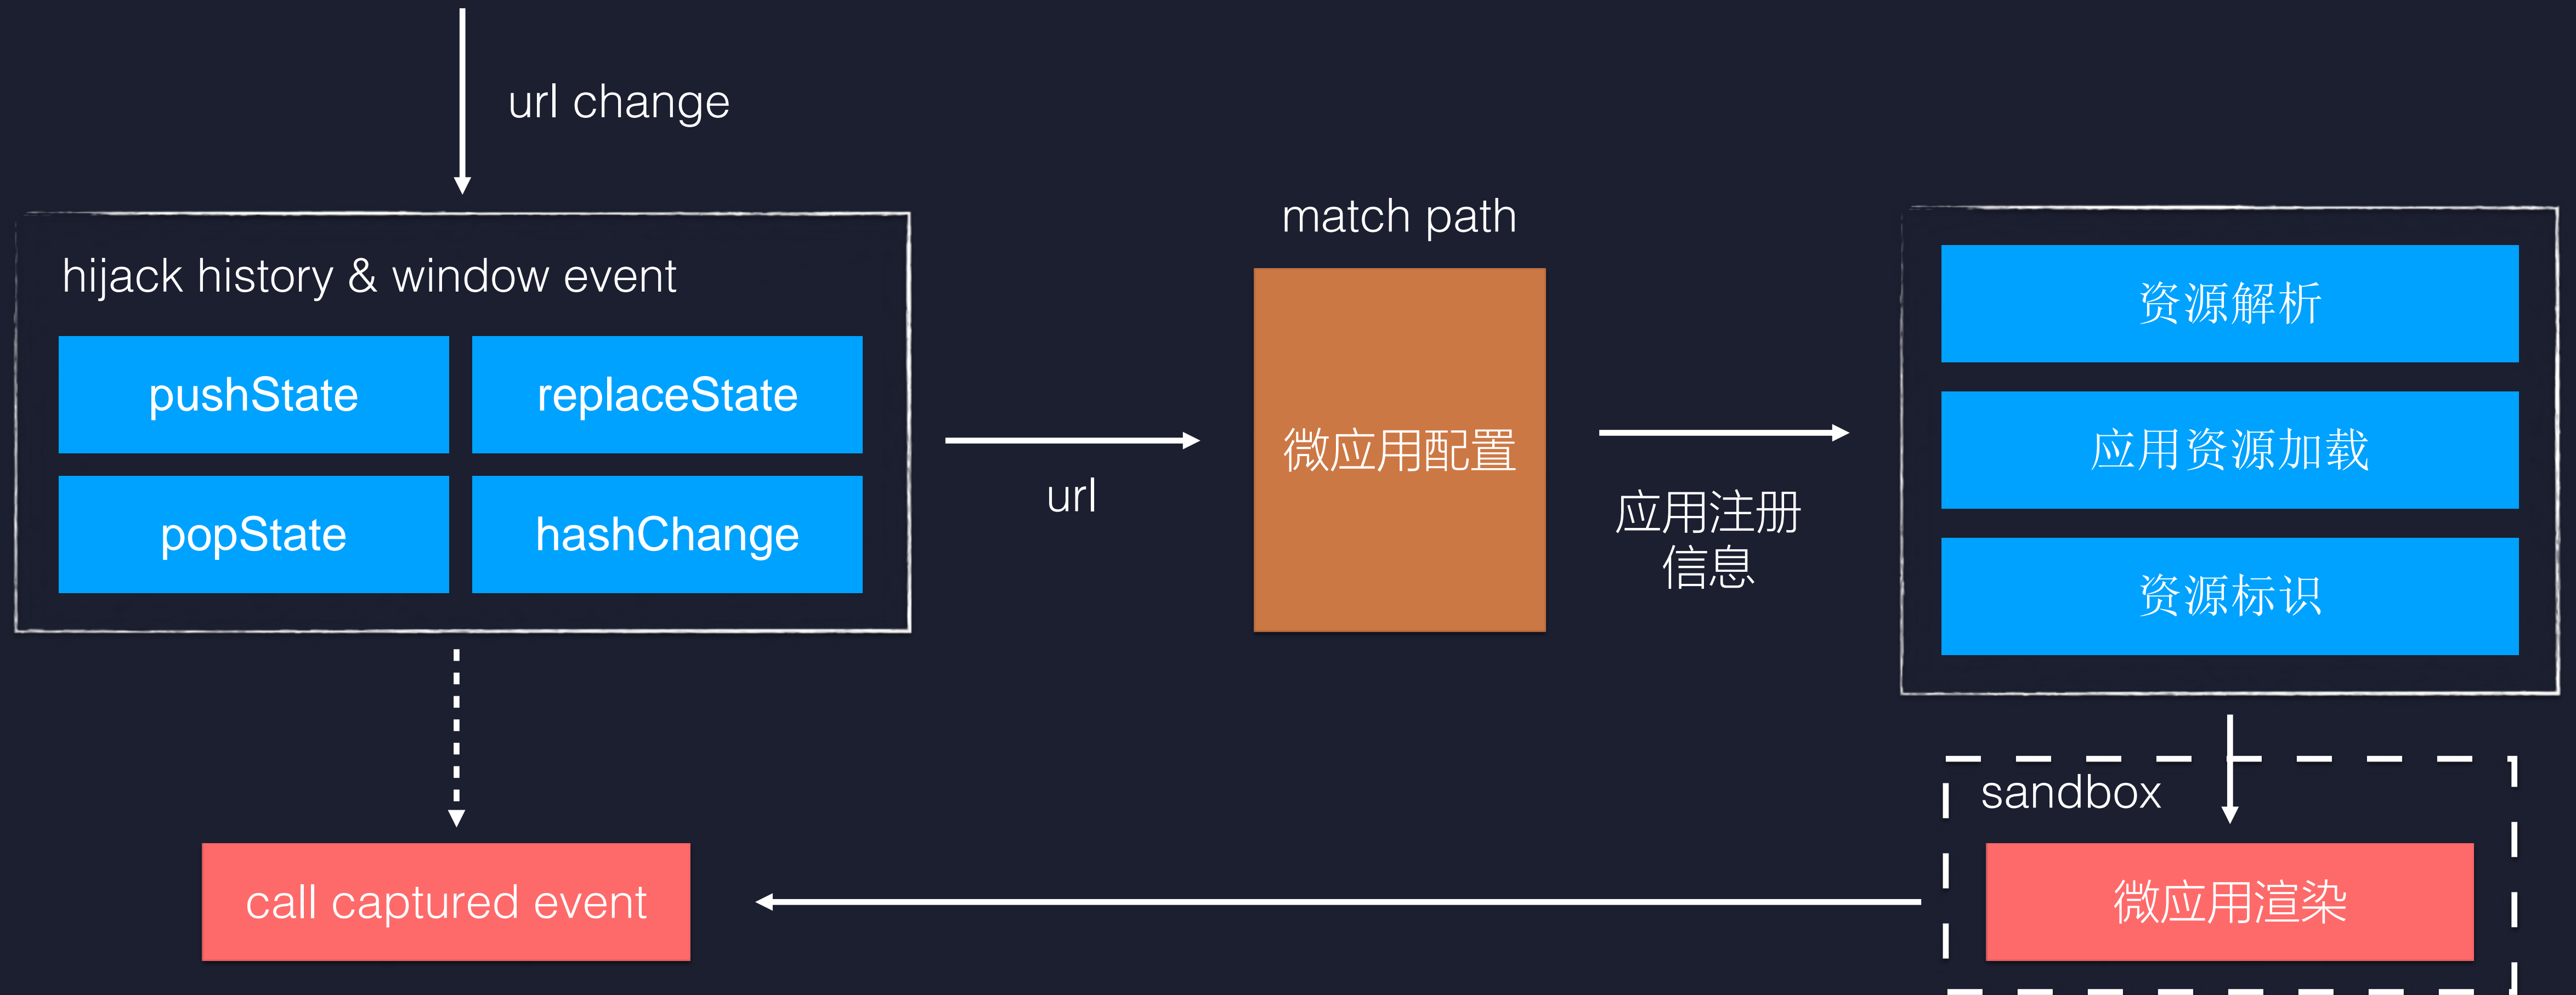 url change
hijack history & window event
pushState
replaceState
popState
hashChange
url
match path
微应用配置
应用注册
信息
资源解析
应用资源加载
资源标识
sandbox
微应用渲染
call captured event